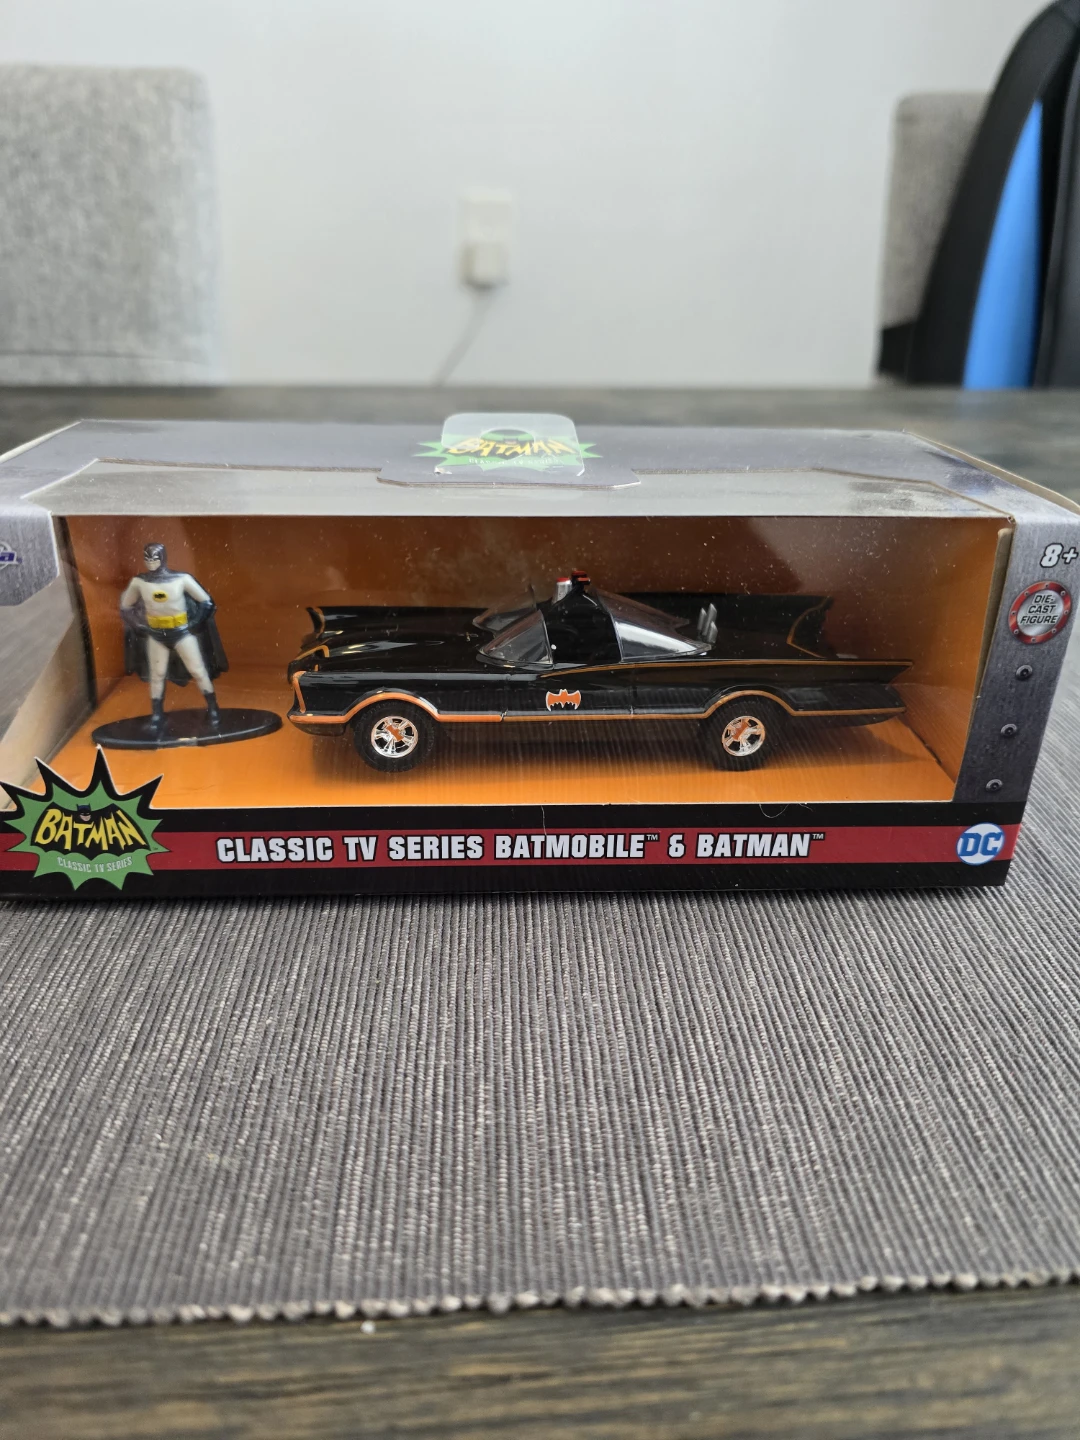 BATMAN
8+
DIE
CAST
FIGURE
BATMAN
CLASSIC TV SERIES
CLASSIC TV SERIES BATMOBILE™ & BATMAN™
DC